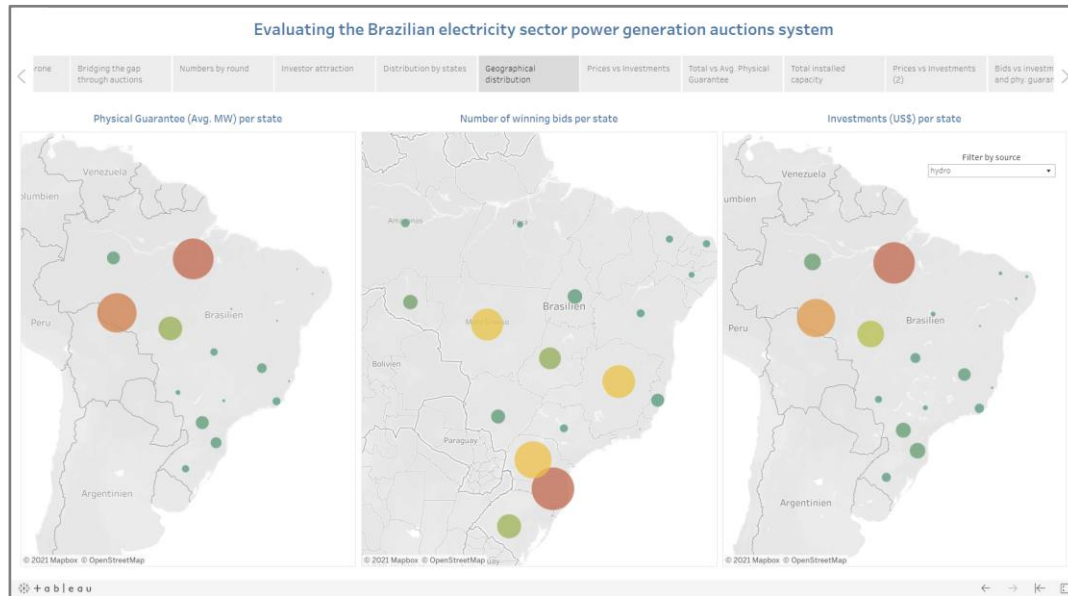 Evaluating the Brazilian electricity sector power generation auctions system
rone
Bridging the gap
through auctions
Numbers by round
Investor attraction
Distribution by states
Geographical
distribution
Prices vs Investments
Total vs Avg. Physical
Guarantee
Total installed
capacity
Prices vs Investments
(2)
Bids vs investm
and phy. guaran
Physical Guarantee (Avg. MW) per state
Venezuela
olumbien
Peru
Brasilien
Argentinien
© 2021 Mapbox © OpenStreetMap
Number of winning bids per state
Amazonas
Pará
Brasilien
Bolivien
Paraguay
uay
© 2021 Mapbox © OpenStreetMap
Investments (US$) per state
Filter by source
hydro
Venezuela
umbien
Peru
Brasilien
Argentinien
© 2021 Mapbox © OpenStreetMap
+ a b l e a u